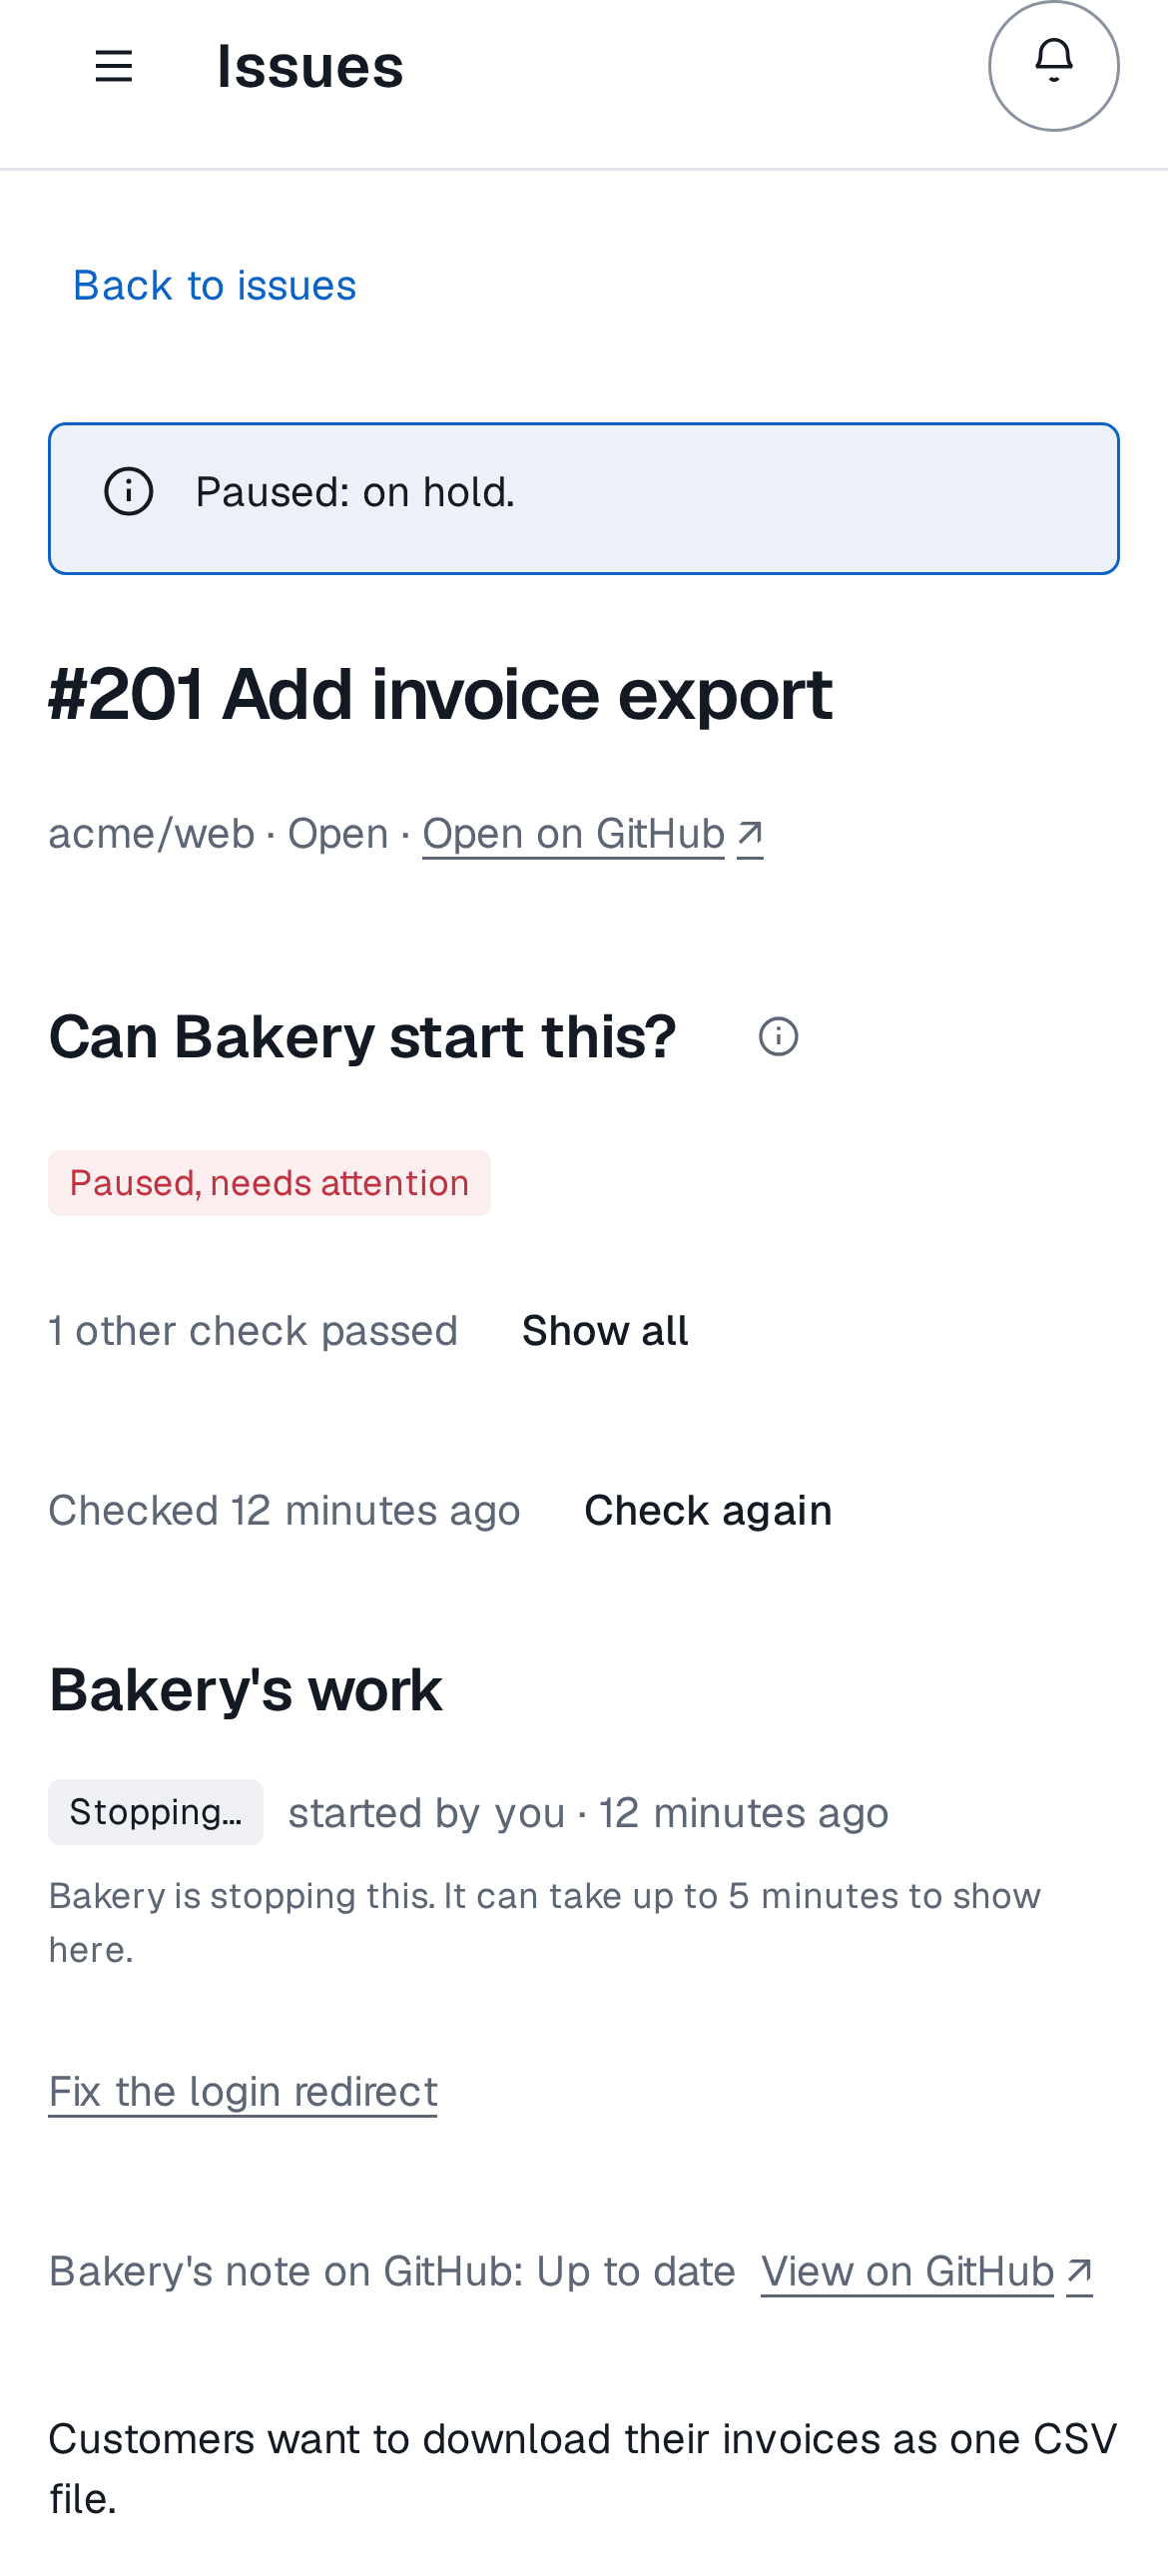 Issues
Back to issues
Paused: on hold.
#201 Add invoice export
acme/web · Open · Open on GitHub ↗
Can Bakery start this?
Paused, needs attention
1 other check passed Show all
Checked 12 minutes ago Check again
Bakery's work
Stopping… started by you · 12 minutes ago
Bakery is stopping this. It can take up to 5 minutes to show
here.
Fix the login redirect
Bakery's note on GitHub: Up to date View on GitHub ↗
Customers want to download their invoices as one CSV
file.